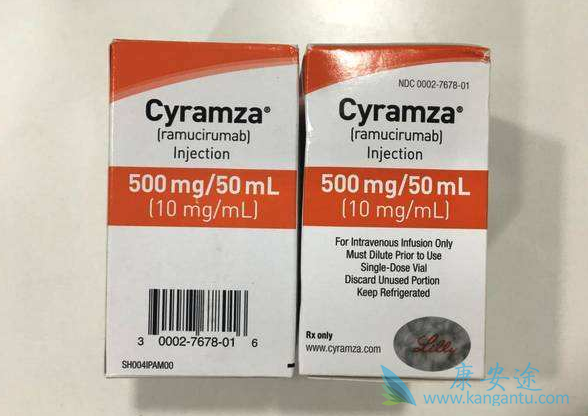 Cyramza®
(ramucirumab)
Injection
500 mg/50 mL
(10 mg/mL)
3 0002-7678-01 6
SH004IPAM00
NDC 0002-7678-01
Cyramza®
(ramucirumab)
Injection
500 mg/50 mL
(10 mg/mL)
For Intravenous Infusion Only
Must Dilute Prior to Use
Single-Dose Vial
Discard Unused Portion
Keep Refrigerated
Rx only
www.cyramza.com
Lilly
康安途
www.kangantu.com